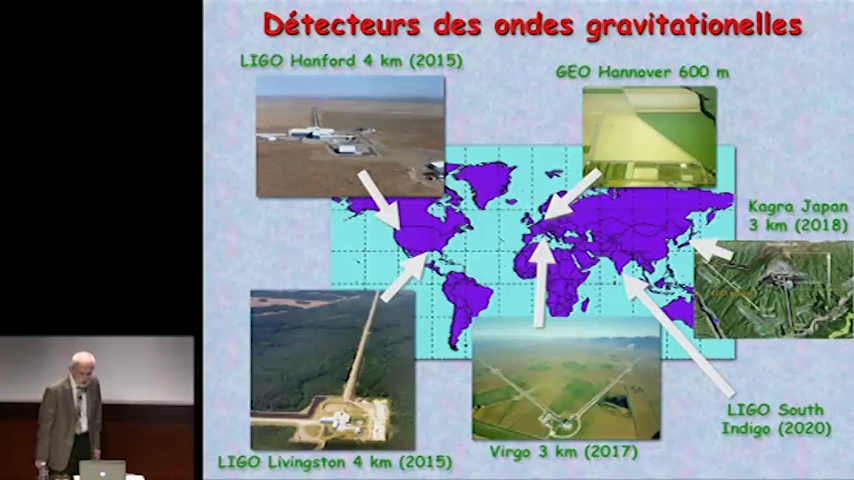 Détecteurs des ondes gravitationelles
LIGO Hanford 4 km (2015)
GEO Hannover 600 m
Kagra Japan
3 km (2018)
LIGO South
Indigo (2020)
Virgo 3 km (2017)
LIGO Livingston 4 km (2015)